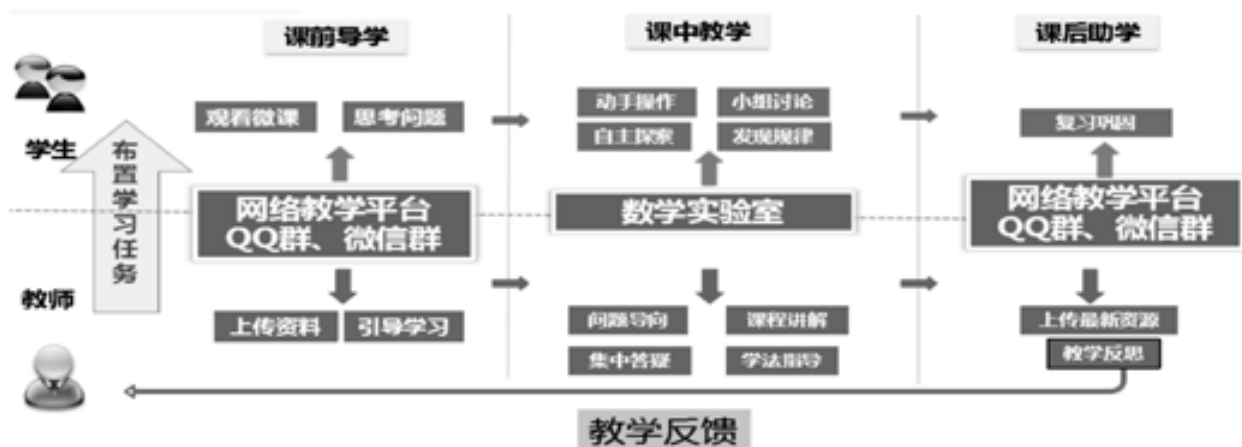 课前导学
课中教学
课后助学
学生
布置学习任务
教师
观看微课
思考问题
网络教学平台
QQ群、微信群
上传资料
引导学习
动手操作
小组讨论
自主探索
发现规律
数学实验室
问题导向
课程讲解
集中答疑
学法指导
复习巩固
网络教学平台
QQ群、微信群
上传最新资源
教学反思
教学反馈